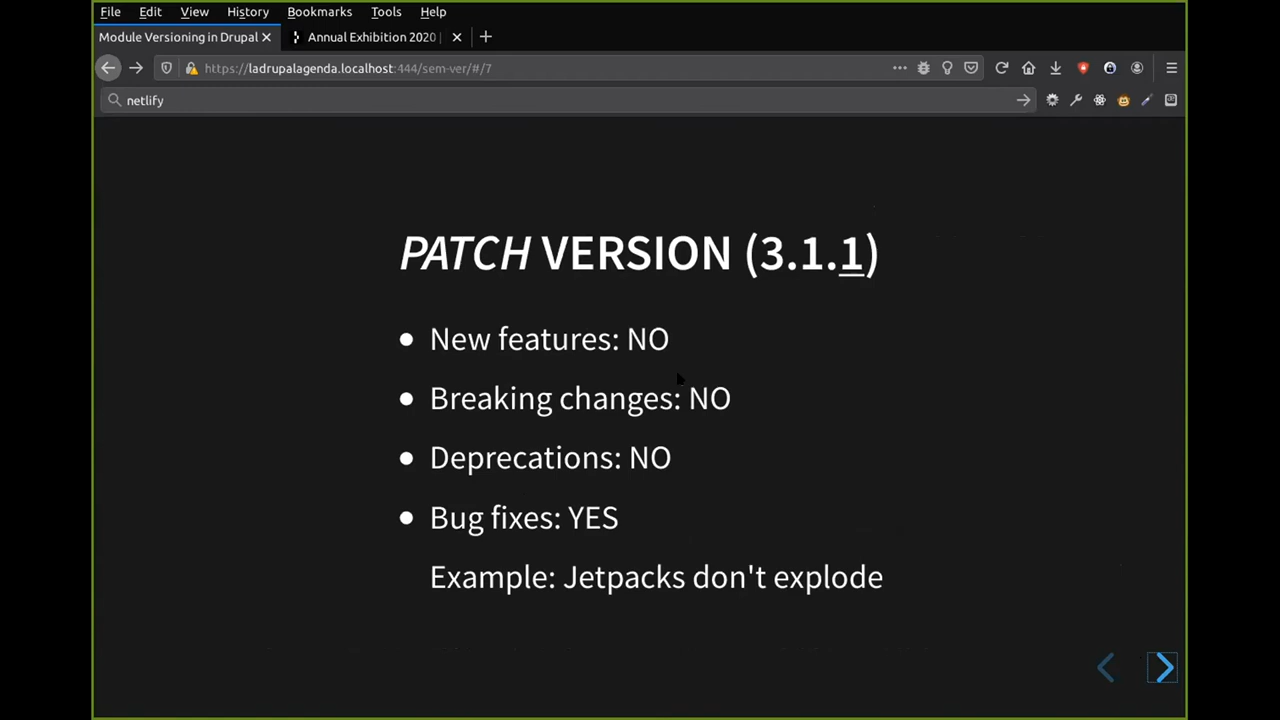 File Edit View History Bookmarks Tools Help
Module Versioning in Drupal Annual Exhibition 2020
https://ladrupalagenda.localhost:444/sem-ver/#/7
netlify
PATCH VERSION (3.1.1)
New features: NO
Breaking changes: NO
Deprecations: NO
Bug fixes: YES
Example: Jetpacks don't explode